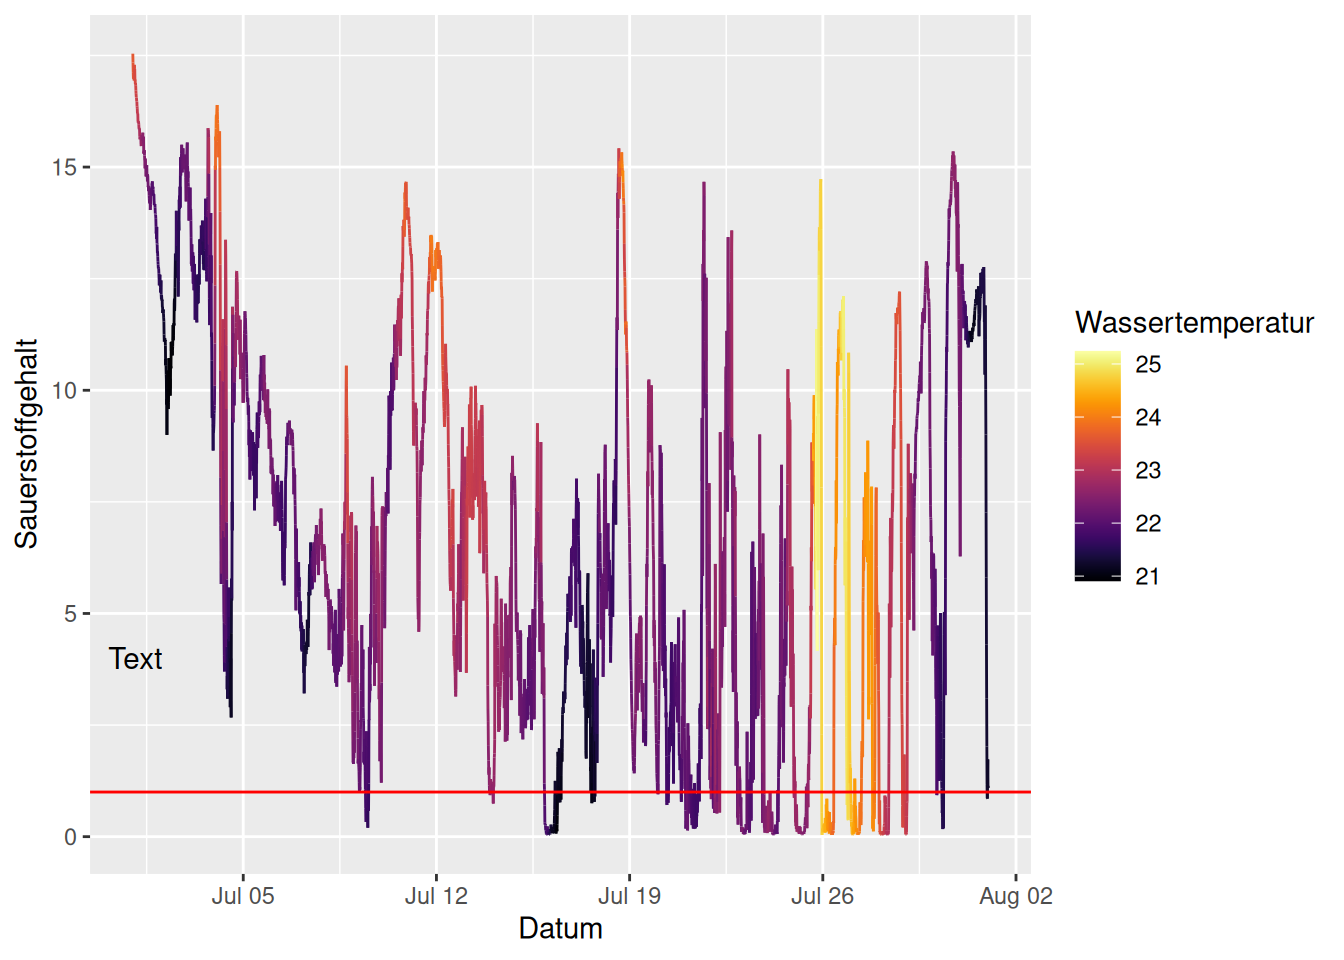 Sauerstoffgehalt
15
10
5
0
Text
Jul 05
Jul 12
Jul 19
Jul 26
Aug 02
Datum
Wassertemperatur
25
24
23
22
21